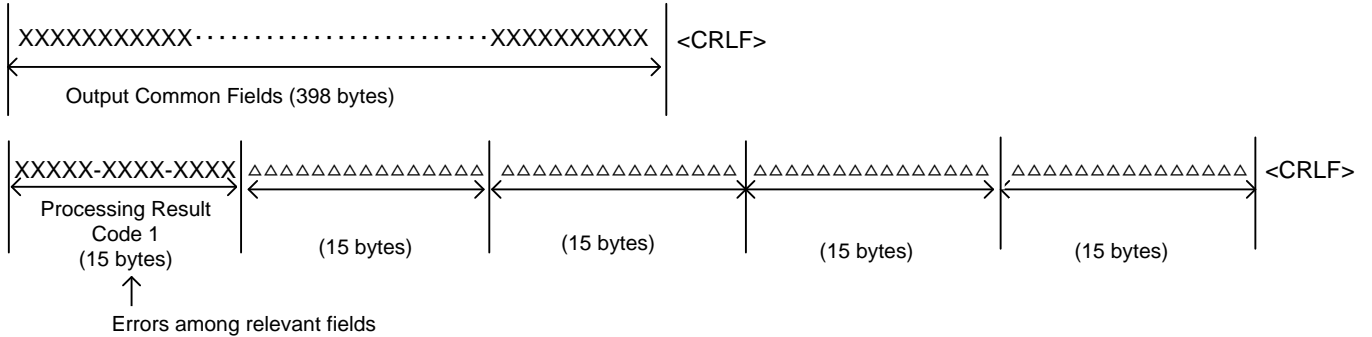 XXXXXXXXXXX························XXXXXXXXXX <CRLF>
Output Common Fields (398 bytes)
XXXXX-XXXX-XXXX △△△△△△△△△△△△△△ △△△△△△△△△△△△△△ △△△△△△△△△△△△△△ △△△△△△△△△△△△△△ <CRLF>
Processing Result
Code 1
(15 bytes)
(15 bytes) (15 bytes) (15 bytes) (15 bytes)
Errors among relevant fields